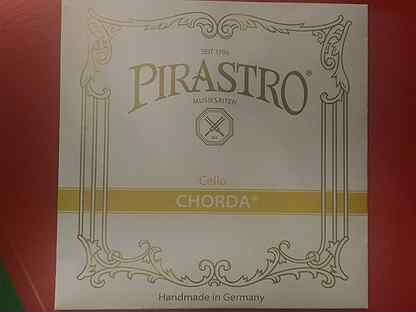 SEIT 1798
PIRASTRO®
MUSIKSAITEN
Cello
CHORDA®
Handmade in Germany